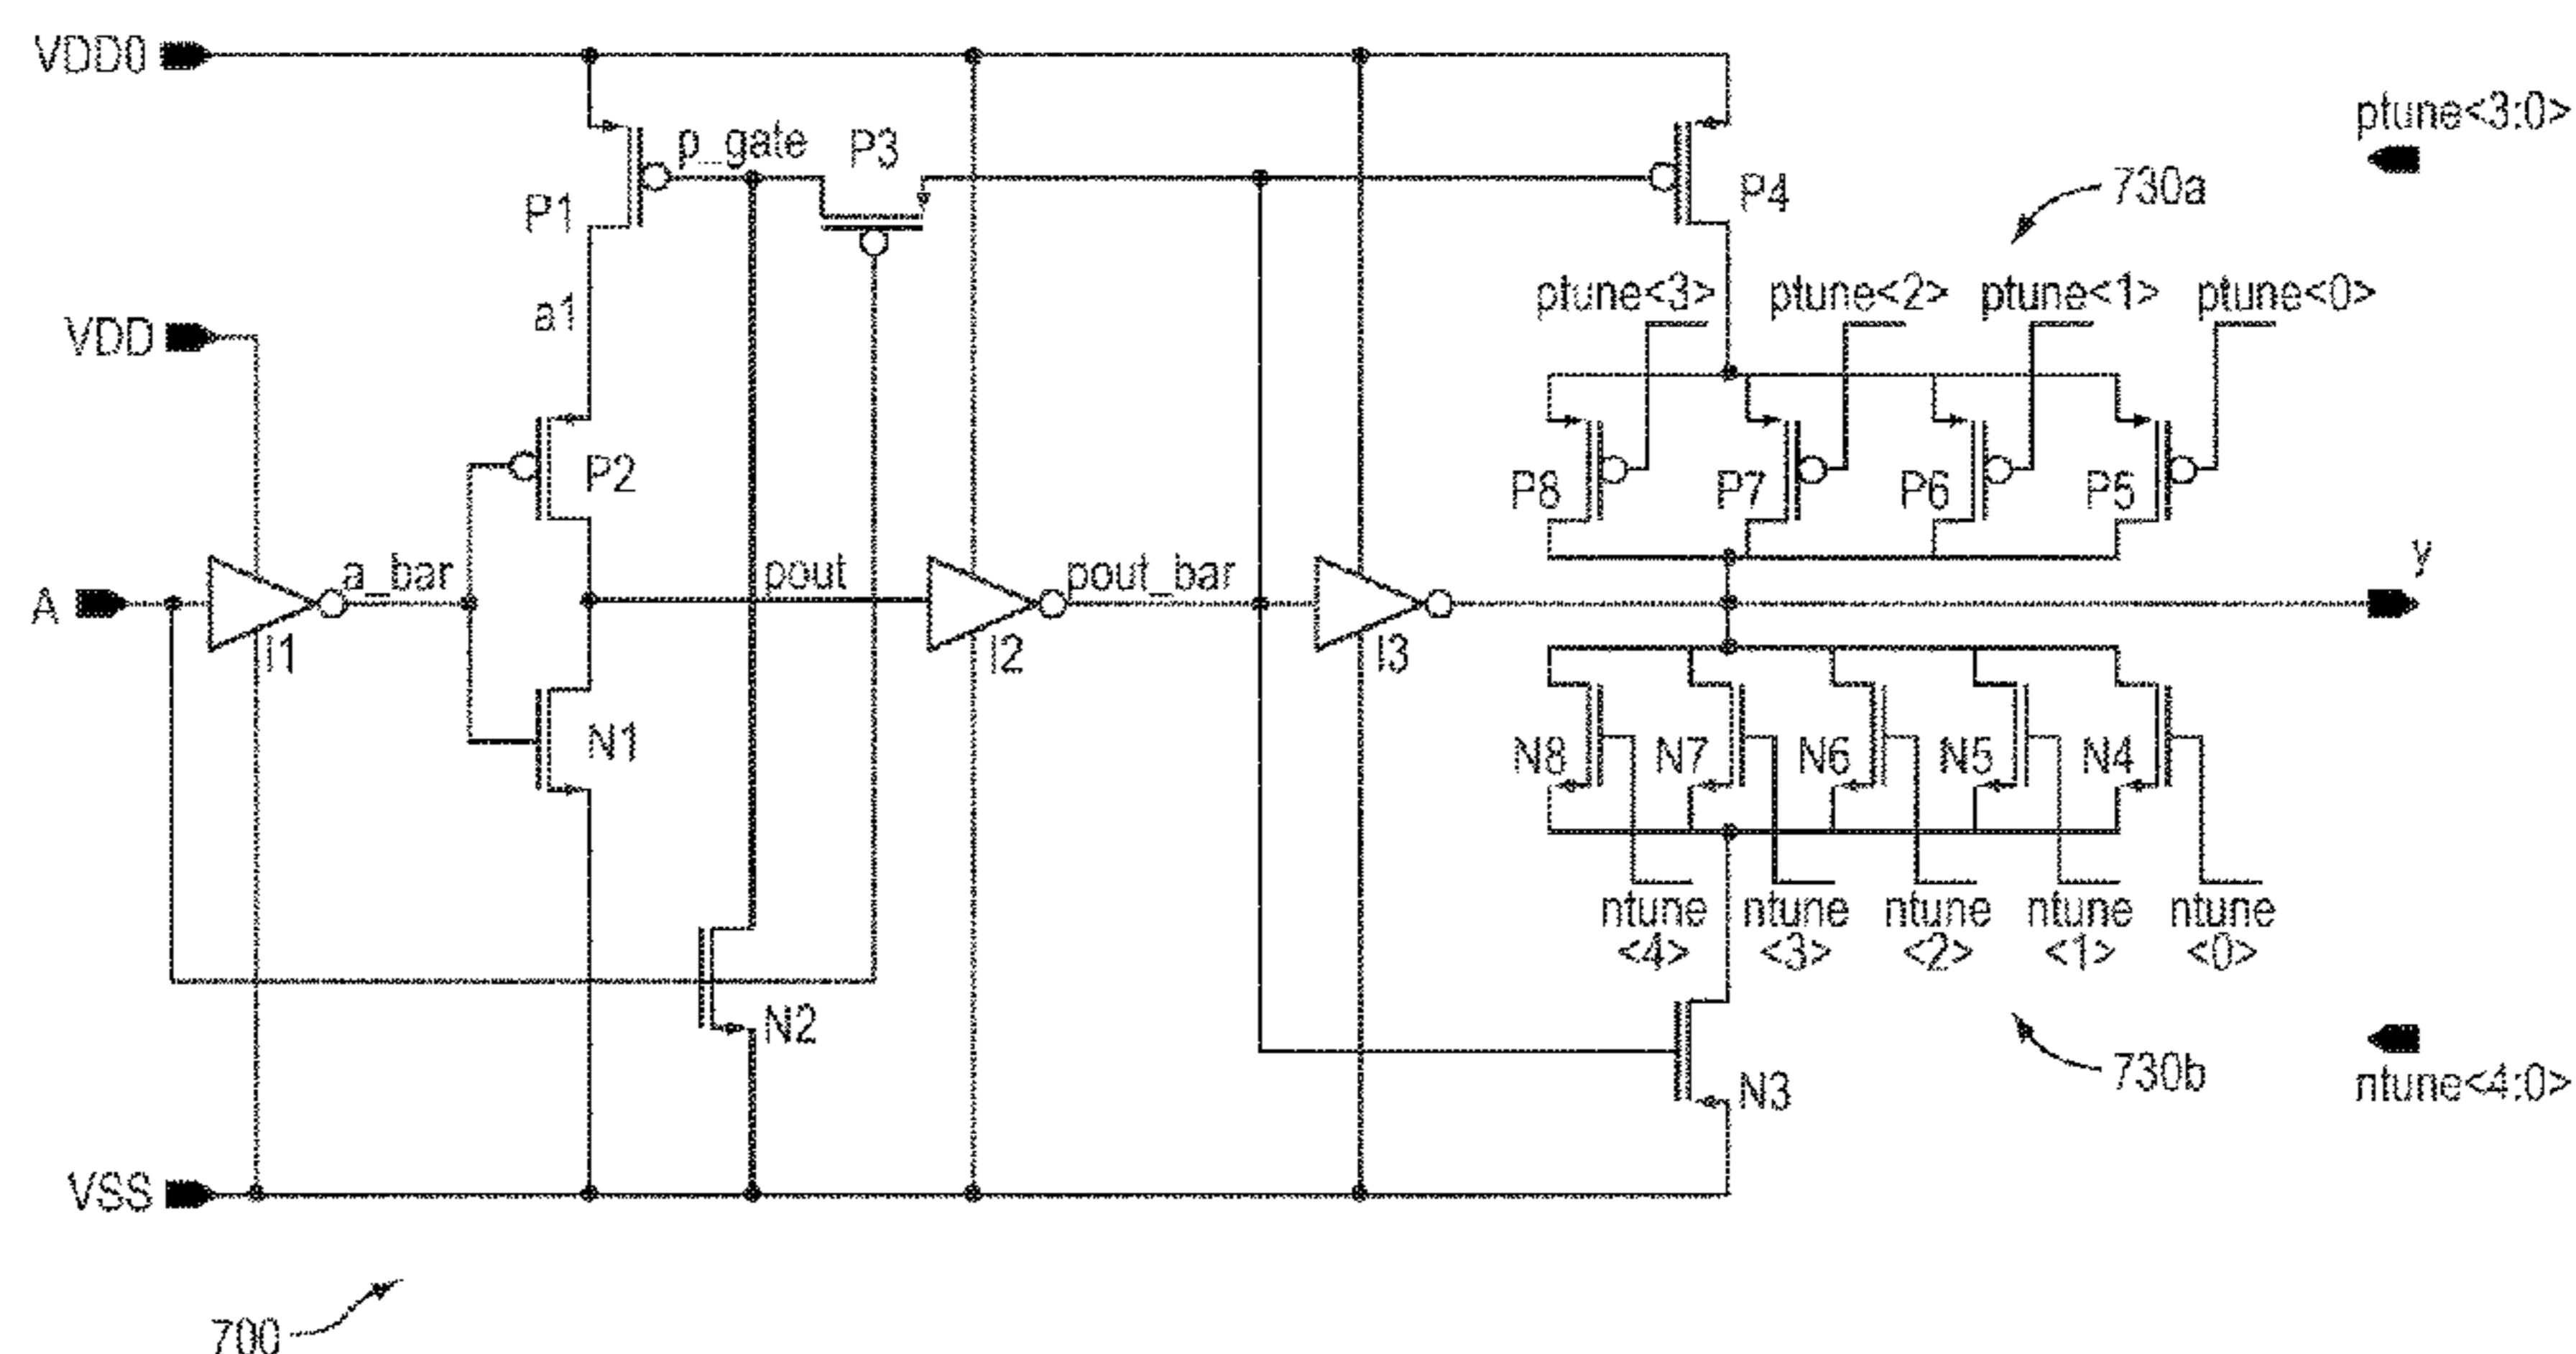 VDD0
ptune<3:0>
p_gate
P3
P1
P4
730a
a1
ptune<3>
ptune<2>
ptune<1>
ptune<0>
VDD
P2
P8
P7
P6
P5
A
a_bar
pout
pout_bar
y
I1
I2
I3
N1
N8
N7
N6
N5
N4
ntune
<4>
ntune
<3>
ntune
<2>
ntune
<1>
ntune
<0>
N2
N3
730b
ntune<4:0>
VSS
700